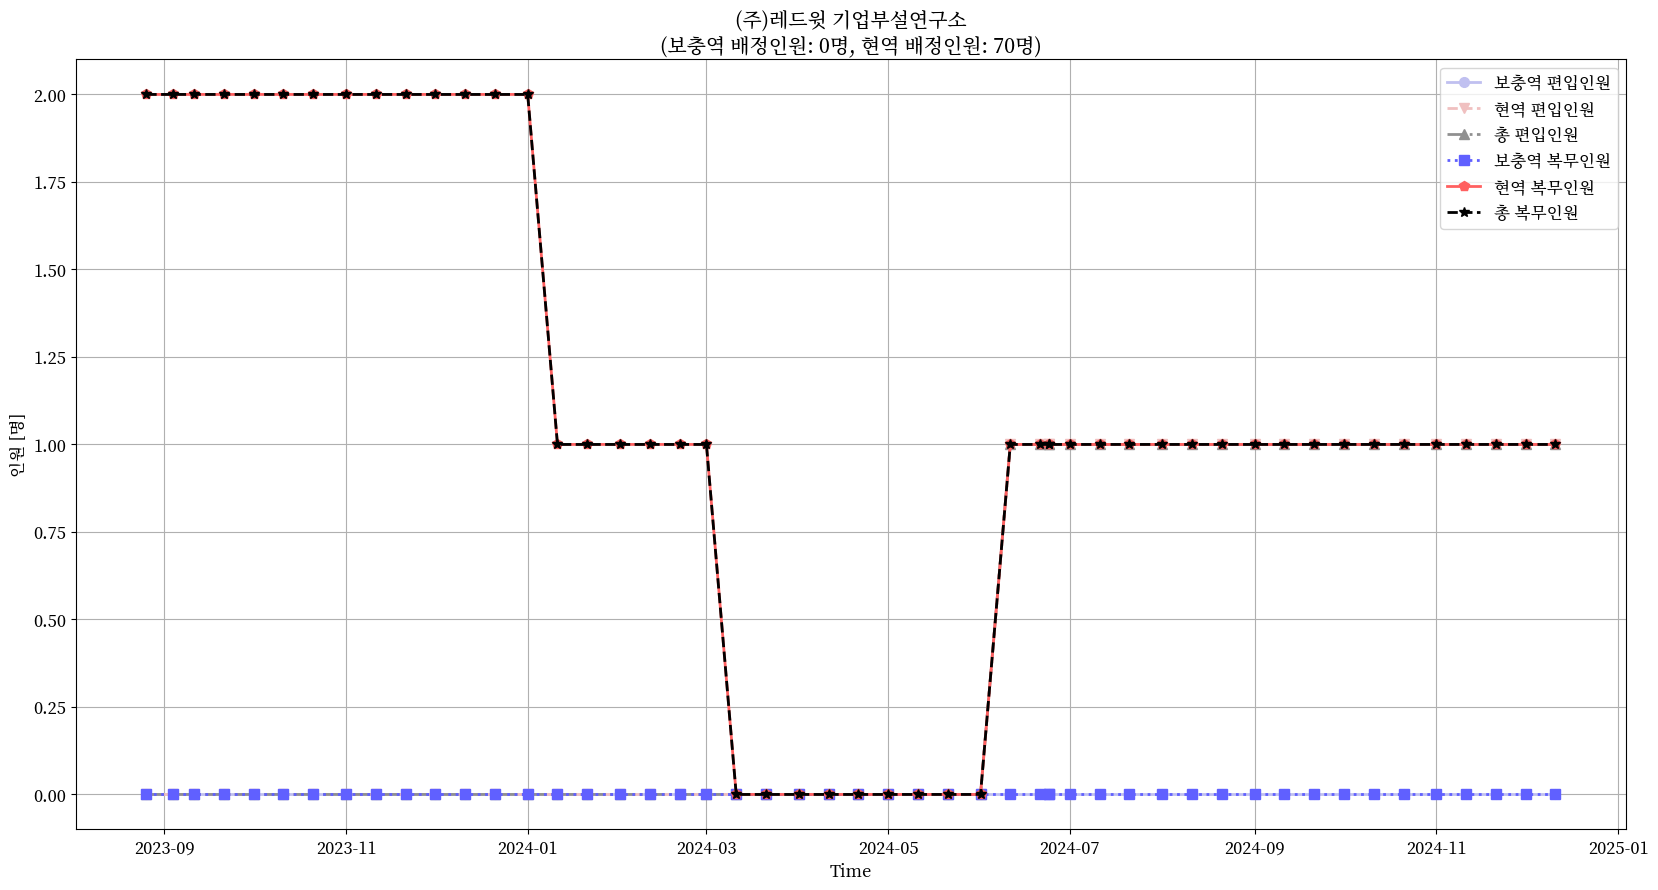 (주)레드윗 기업부설연구소
(보충역 배정인원: 0명, 현역 배정인원: 70명)
보충역 편입인원
현역 편입인원
총 편입인원
보충역 복무인원
현역 복무인원
총 복무인원
인원 [명]
2.00
1.75
1.50
1.25
1.00
0.75
0.50
0.25
0.00
2023-09 2023-11 2024-01 2024-03 2024-05 2024-07 2024-09 2024-11 2025-01
Time